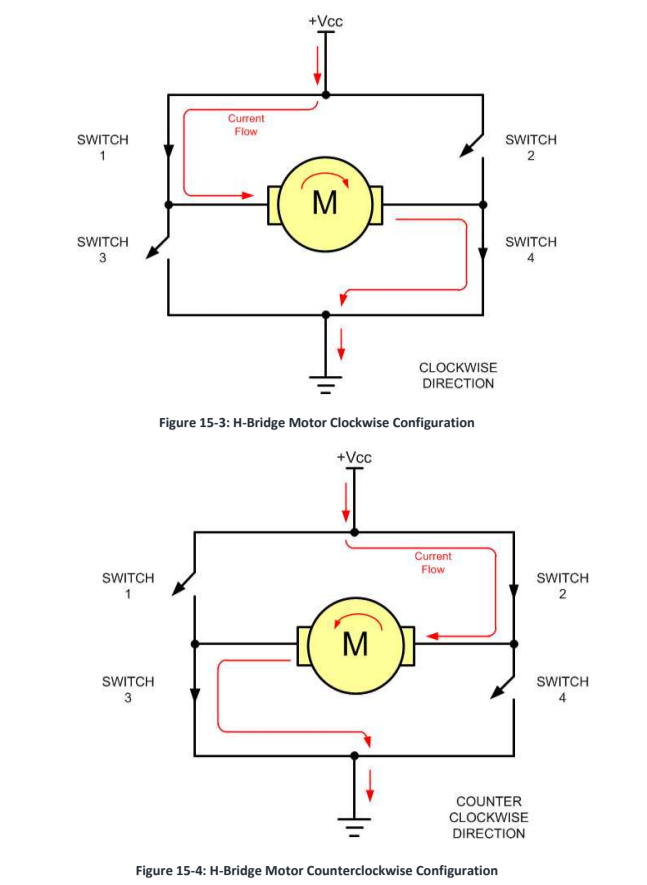 +Vcc
Current
Flow
SWITCH
1
SWITCH
2
M
SWITCH
3
SWITCH
4
CLOCKWISE
DIRECTION
Figure 15-3: H-Bridge Motor Clockwise Configuration
+Vcc
Current
Flow
SWITCH
1
SWITCH
2
M
SWITCH
3
SWITCH
4
COUNTER
CLOCKWISE
DIRECTION
Figure 15-4: H-Bridge Motor Counterclockwise Configuration